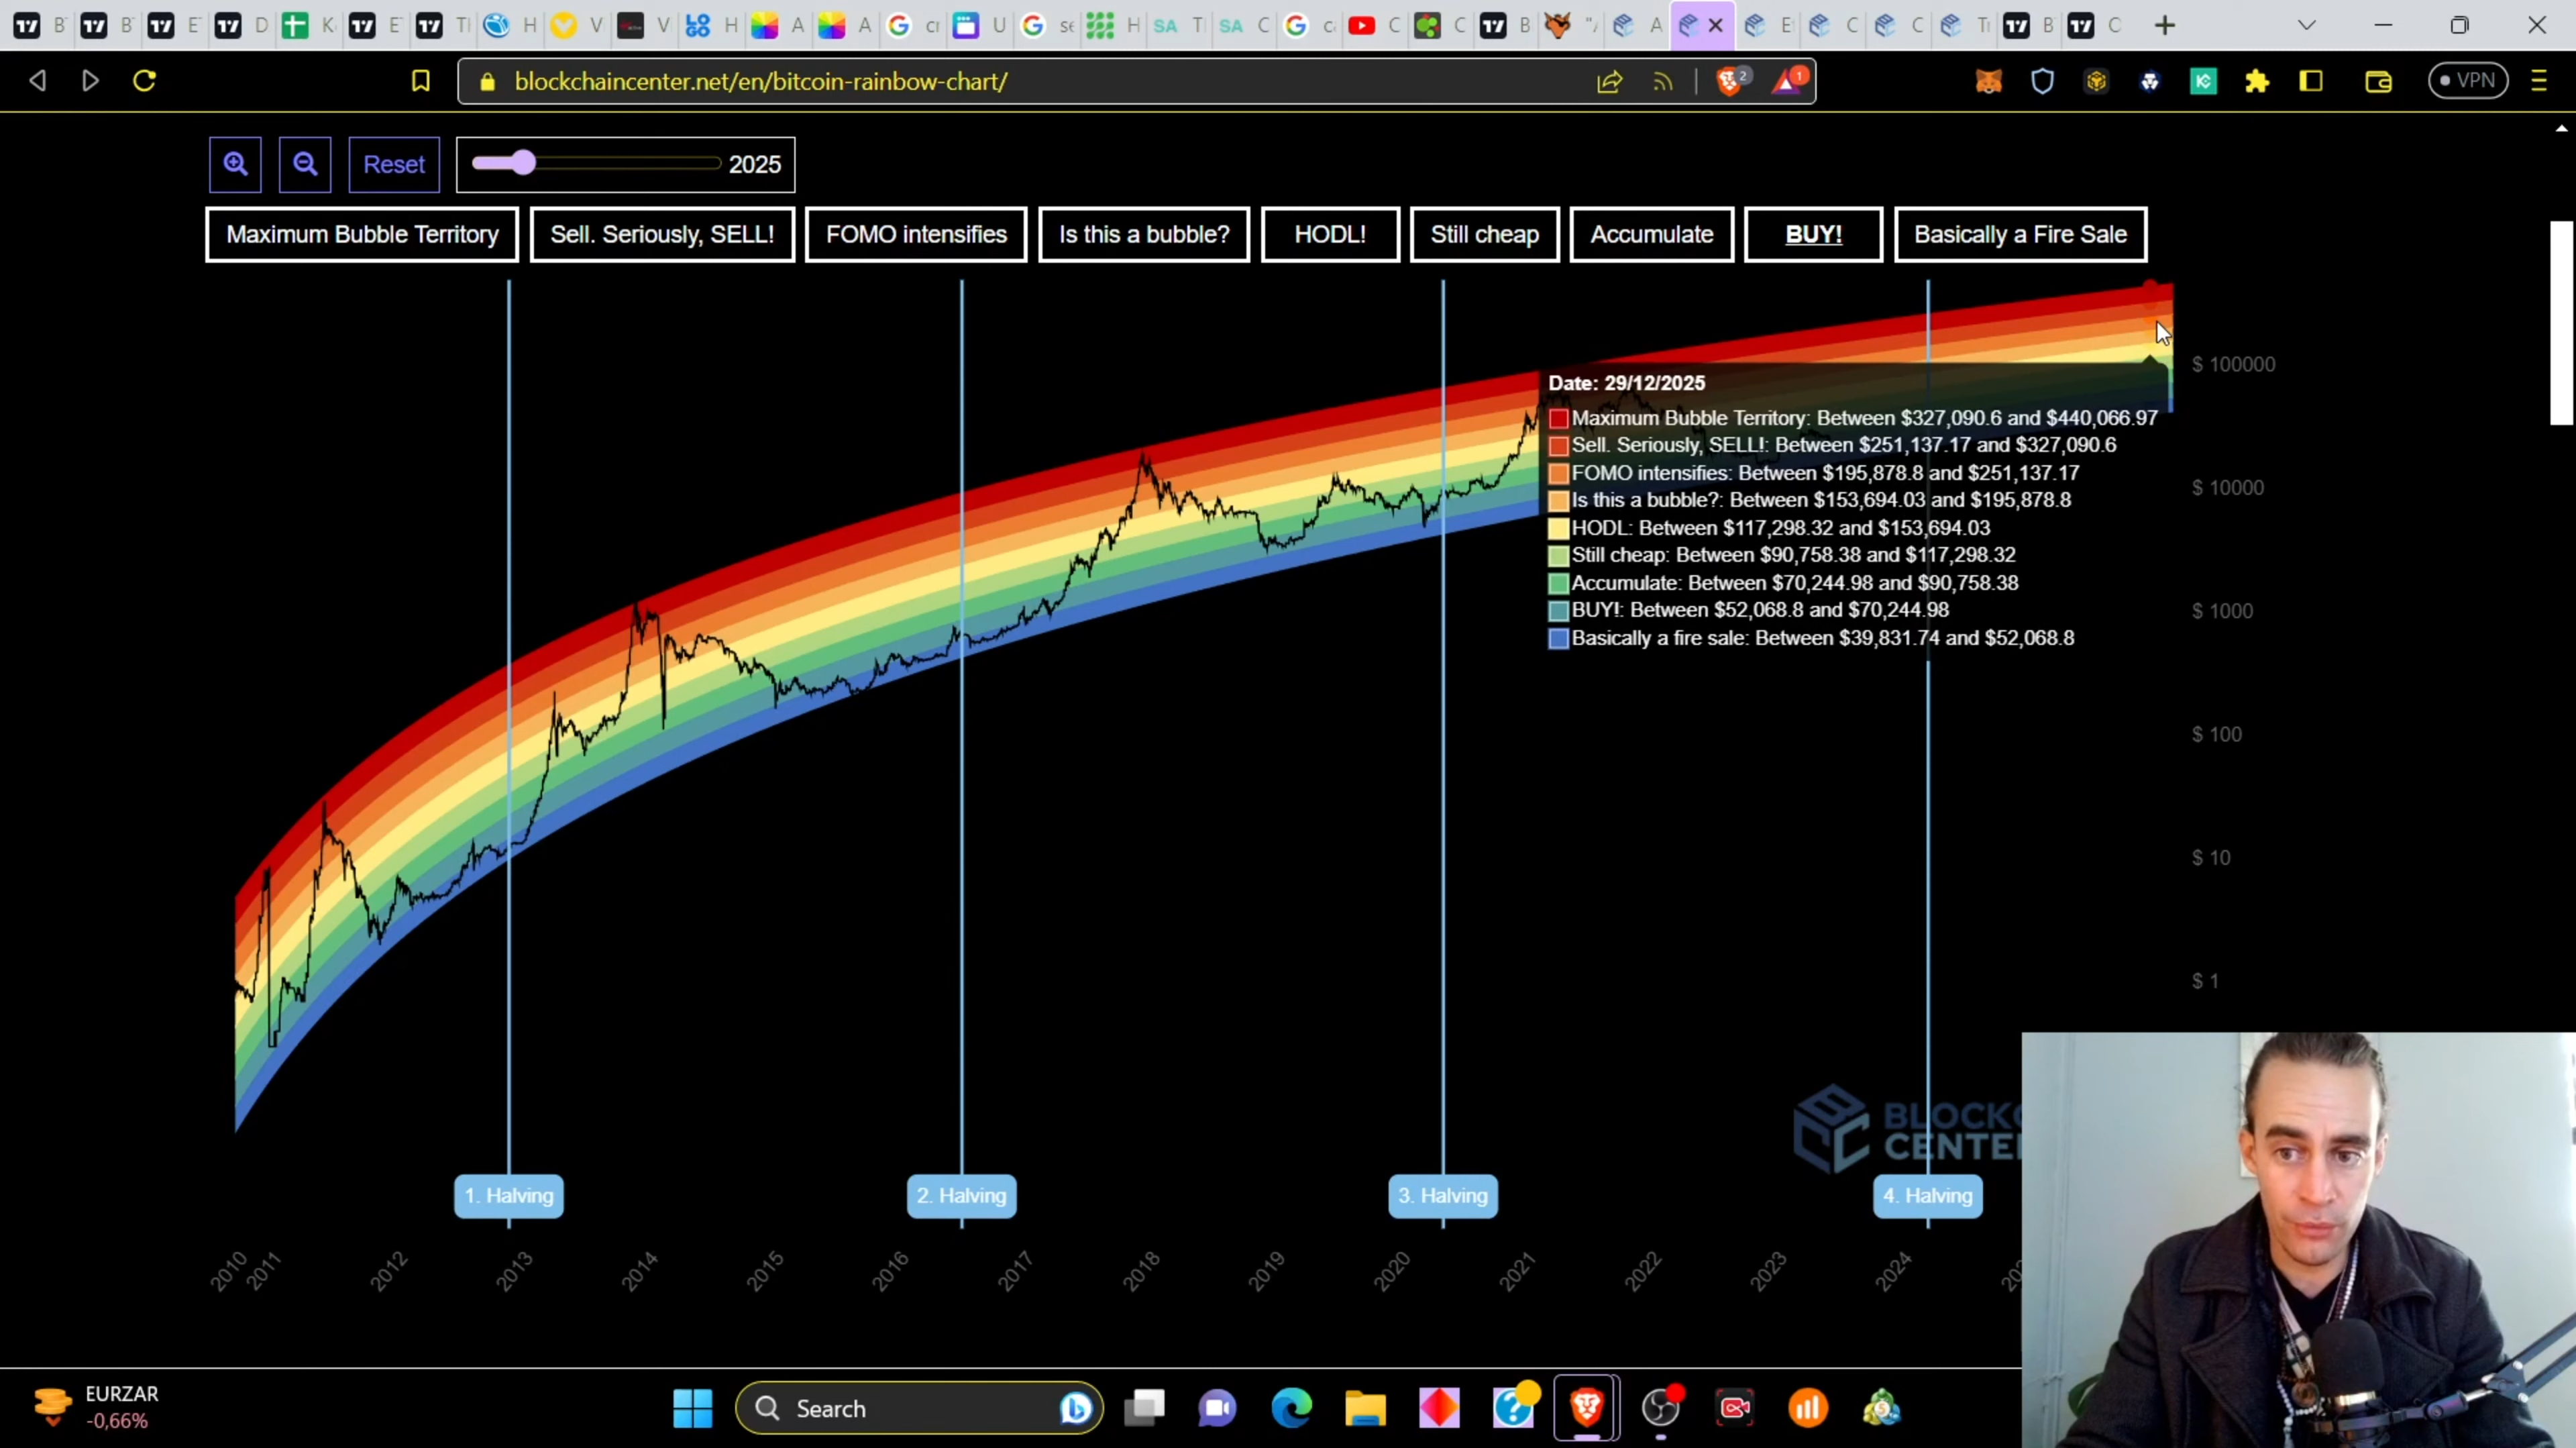 B
B
E
D
K
E
T
H
V
V
H
A
A
cr
U
se
H
SA T
SA C
C
C
B
A
E
C
C
T
B
C
blockchaincenter.net/en/bitcoin-rainbow-chart/
2
1
VPN
Reset
2025
Maximum Bubble Territory
Sell. Seriously, SELL!
FOMO intensifies
Is this a bubble?
HODL!
Still cheap
Accumulate
BUY!
Basically a Fire Sale
Date: 29/12/2025
Maximum Bubble Territory: Between $327,090.6 and $440,066.97
Sell. Seriously, SELL!: Between $251,137.17 and $327,090.6
FOMO intensifies: Between $195,878.8 and $251,137.17
Is this a bubble?: Between $153,694.03 and $195,878.8
HODL: Between $117,298.32 and $153,694.03
Still cheap: Between $90,758.38 and $117,298.32
Accumulate: Between $70,244.98 and $90,758.38
BUY!: Between $52,068.8 and $70,244.98
Basically a fire sale: Between $39,831.74 and $52,068.8
$ 100000
$ 10000
$ 1000
$ 100
$ 10
$ 1
BLOCKC
CENTE
1. Halving
2. Halving
3. Halving
4. Halving
2010
2011
2012
2013
2014
2015
2016
2017
2018
2019
2020
2021
2022
2023
2024
EURZAR
-0,66%
Search